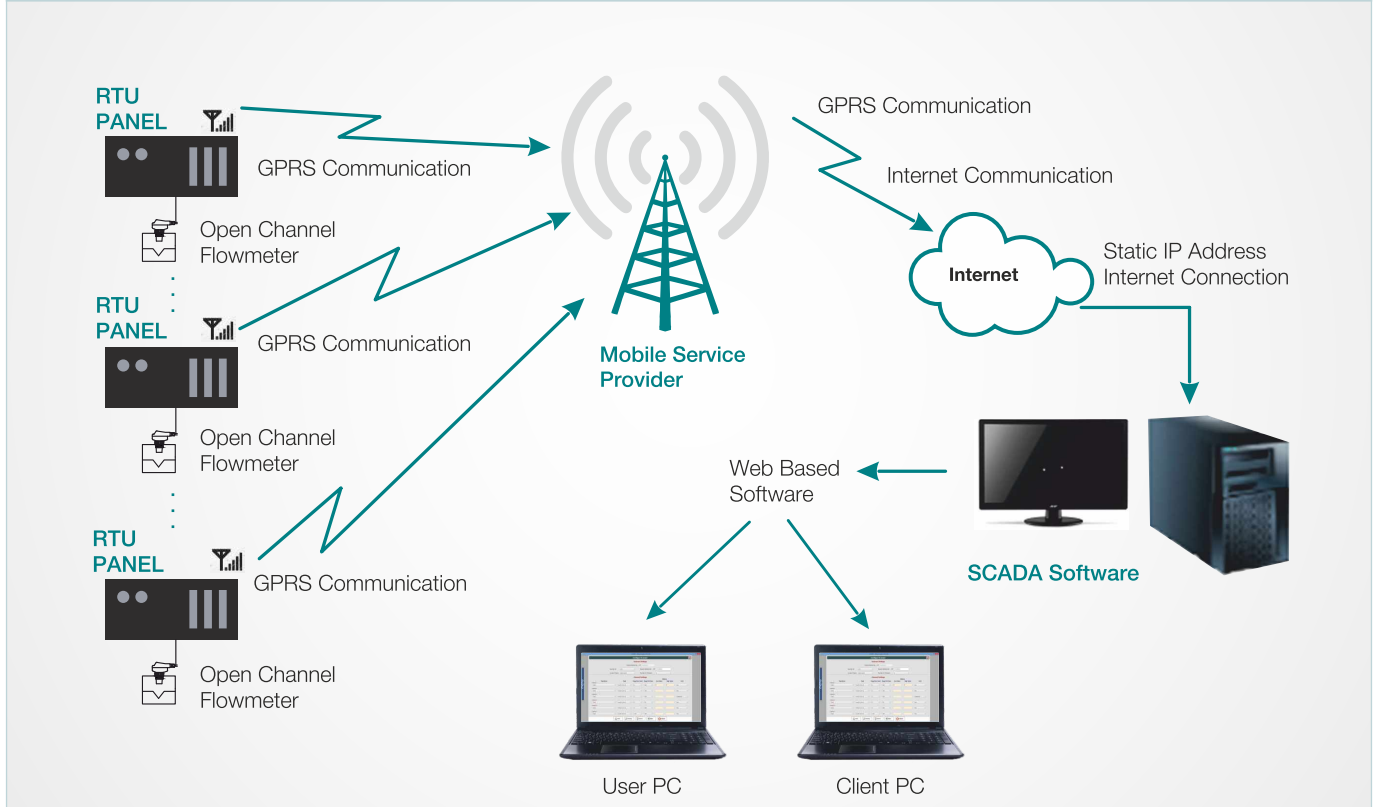 RTU
PANEL
GPRS Communication
Open Channel
Flowmeter
RTU
PANEL
GPRS Communication
Open Channel
Flowmeter
RTU
PANEL
GPRS Communication
Open Channel
Flowmeter
Mobile Service
Provider
GPRS Communication
Internet Communication
Internet
Static IP Address
Internet Connection
SCADA Software
Web Based
Software
User PC
Client PC